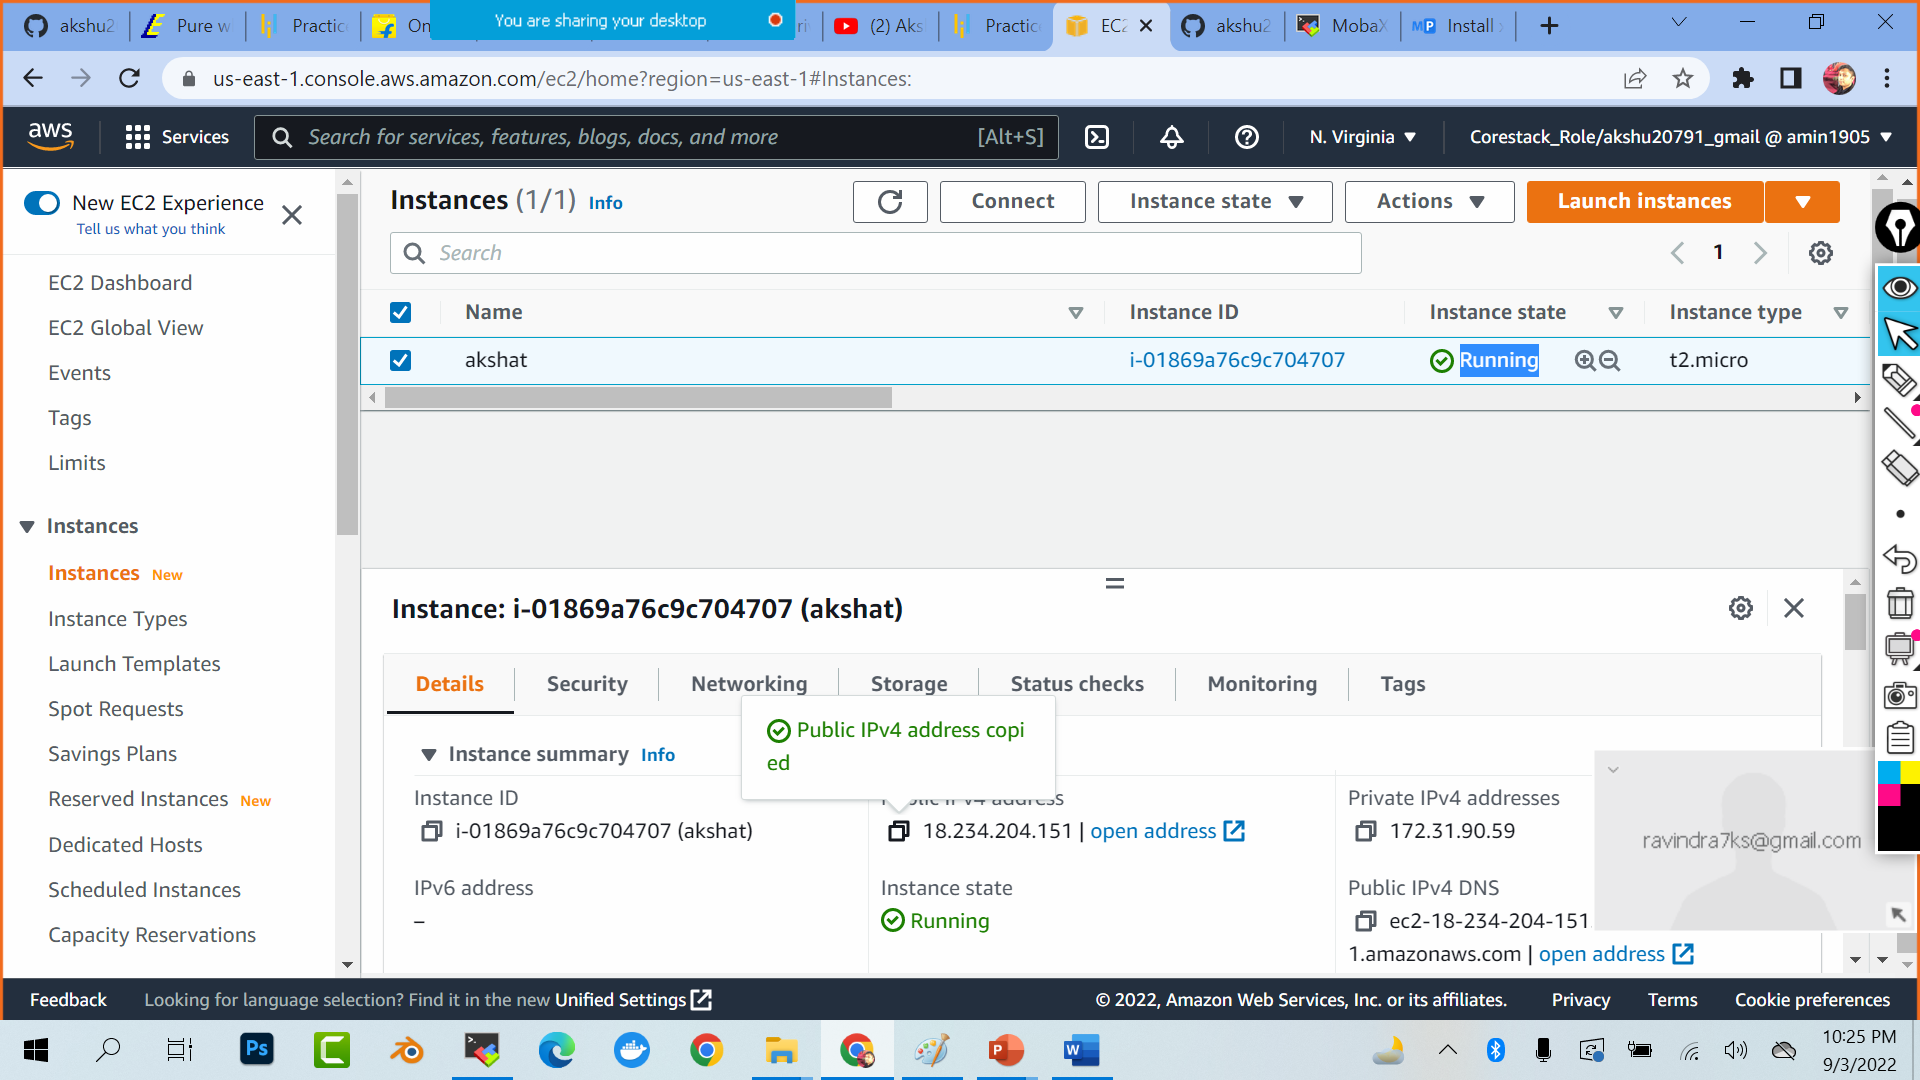 akshu2
Pure w
Practic
On
You are sharing your desktop
(2) Aks
Practic
EC2
akshu2
MobaX
Install x
us-east-1.console.aws.amazon.com/ec2/home?region=us-east-1#Instances:
aws
Services
Search for services, features, blogs, docs, and more
[Alt+S]
N. Virginia
Corestack_Role/akshu20791_gmail @ amin1905
New EC2 Experience
Tell us what you think
EC2 Dashboard
EC2 Global View
Events
Tags
Limits
Instances
Instances New
Instance Types
Launch Templates
Spot Requests
Savings Plans
Reserved Instances New
Dedicated Hosts
Scheduled Instances
Capacity Reservations
Instances (1/1) Info
Connect
Instance state
Actions
Launch instances
Search
1
Name
Instance ID
Instance state
Instance type
akshat
i-01869a76c9c704707
Running
t2.micro
Instance: i-01869a76c9c704707 (akshat)
Details
Security
Networking
Storage
Status checks
Monitoring
Tags
Public IPv4 address copi
ed
Instance summary Info
Instance ID
i-01869a76c9c704707 (akshat)
Public IPv4 address
18.234.204.151 | open address
Private IPv4 addresses
172.31.90.59
IPv6 address
–
Instance state
Running
Public IPv4 DNS
ec2-18-234-204-151.
1.amazonaws.com | open address
ravindra7ks@gmail.com
Feedback
Looking for language selection? Find it in the new Unified Settings
© 2022, Amazon Web Services, Inc. or its affiliates.
Privacy
Terms
Cookie preferences
Ps
C
P
W
10:25 PM
9/3/2022